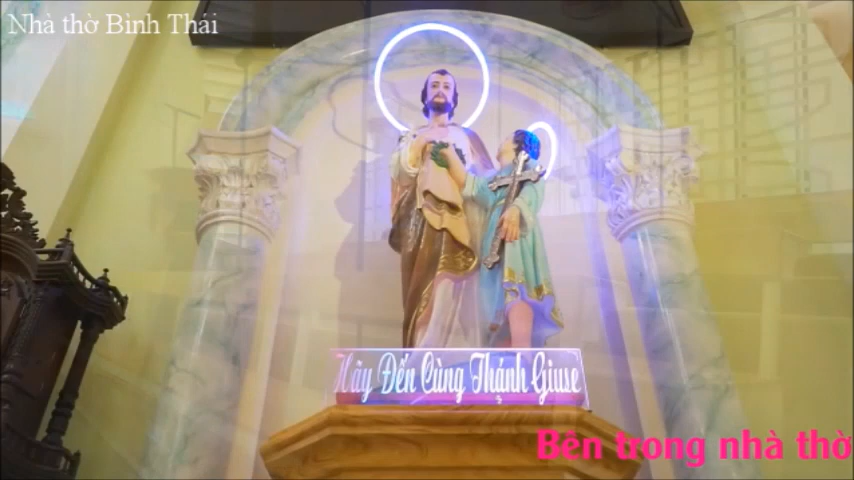 Nhà thờ Bình Thái
Hãy Đến Cùng Thánh Giuse
Bên trong nhà thờ